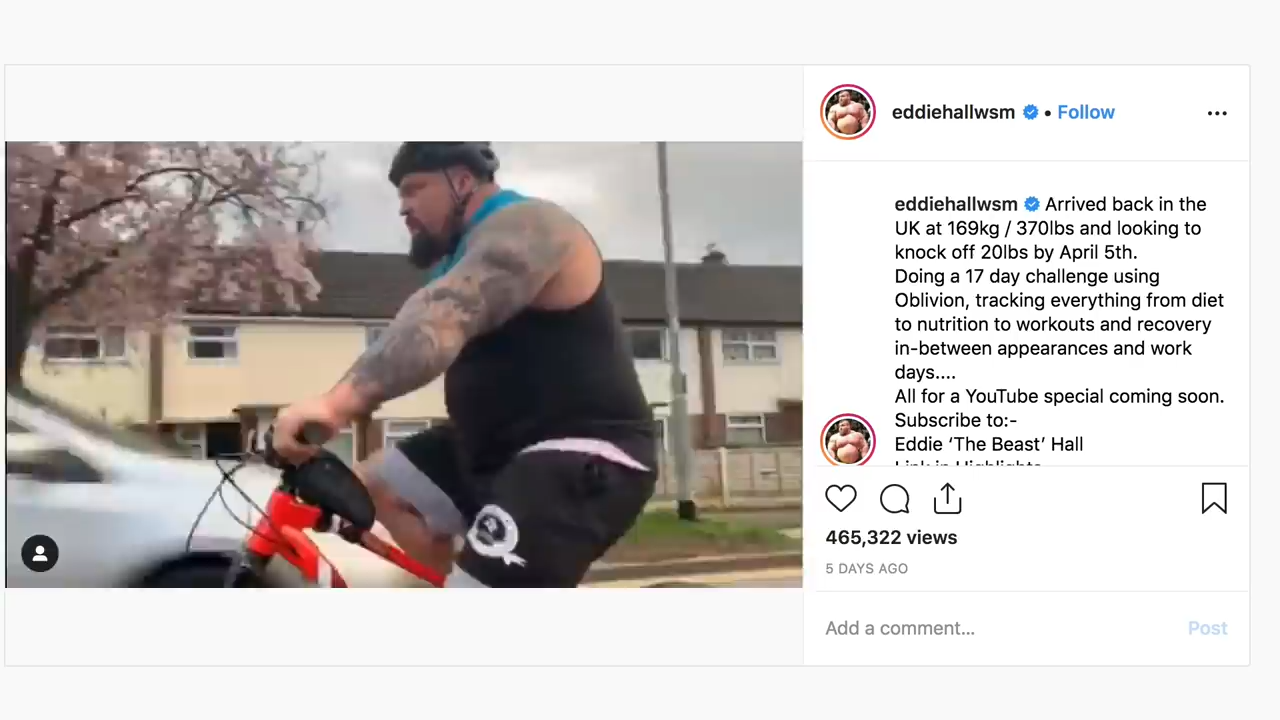 eddiehallwsm • Follow
eddiehallwsm Arrived back in the
UK at 169kg / 370lbs and looking to
knock off 20lbs by April 5th.
Doing a 17 day challenge using
Oblivion, tracking everything from diet
to nutrition to workouts and recovery
in-between appearances and work
days....
All for a YouTube special coming soon.
Subscribe to:-
Eddie ‘The Beast’ Hall
Link in Highlights
465,322 views
5 DAYS AGO
Add a comment... Post